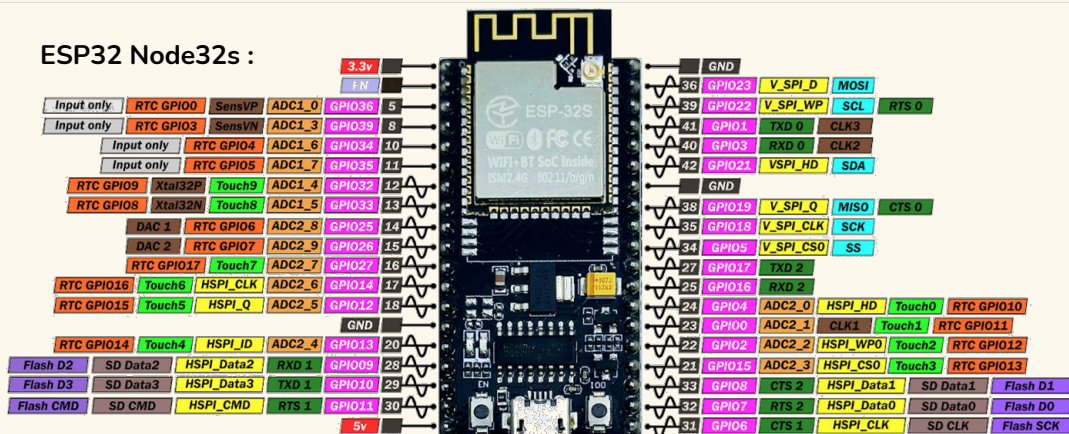 ESP32 Node32s :
3.3v GND
EN 36 GPIO23 V_SPI_D MOSI
Input only RTC GPIO0 SensVP ADC1_0 GPIO36 5 39 GPIO22 V_SPI_WP SCL RTS 0
Input only RTC GPIO3 SensVN ADC1_3 GPIO39 8 41 GPIO1 TXD 0 CLK3
Input only RTC GPIO4 ADC1_6 GPIO34 10 40 GPIO3 RXD 0 CLK2
Input only RTC GPIO5 ADC1_7 GPIO35 11 42 GPIO21 VSPI_HD SDA
RTC GPIO9 Xtal32P Touch9 ADC1_4 GPIO32 12 GND
RTC GPIO8 Xtal32N Touch8 ADC1_5 GPIO33 13 38 GPIO19 V_SPI_Q MISO CTS 0
DAC 1 RTC GPIO6 ADC2_8 GPIO25 14 35 GPIO18 V_SPI_CLK SCK
DAC 2 RTC GPIO7 ADC2_9 GPIO26 15 34 GPIO5 V_SPI_CS0 SS
RTC GPIO17 Touch7 ADC2_7 GPIO27 16 27 GPIO17 TXD 2
RTC GPIO16 Touch6 HSPI_CLK ADC2_6 GPIO14 17 25 GPIO16 RXD 2
RTC GPIO15 Touch5 HSPI_Q ADC2_5 GPIO12 18 24 GPIO4 ADC2_0 HSPI_HD Touch0 RTC GPIO10
GND 23 GPIO0 ADC2_1 CLK1 Touch1 RTC GPIO11
RTC GPIO14 Touch4 HSPI_ID ADC2_4 GPIO13 20 22 GPIO2 ADC2_2 HSPI_WP0 Touch2 RTC GPIO12
Flash D2 SD Data2 HSPI_Data2 RXD 1 GPIO09 28 21 GPIO15 ADC2_3 HSPI_CS0 Touch3 RTC GPIO13
Flash D3 SD Data3 HSPI_Data3 TXD 1 GPIO10 29 33 GPIO8 CTS 2 HSPI_Data1 SD Data1 Flash D1
Flash CMD SD CMD HSPI_CMD RTS 1 GPIO11 30 32 GPIO7 RTS 2 HSPI_Data0 SD Data0 Flash D0
5v 31 GPIO6 CTS 1 HSPI_CLK SD CLK Flash SCK
ESP-32S
WiFi FCC CE
WIFI+BT SoC Inside
ISM2.4G 802.11/b/g/n
EN IO0